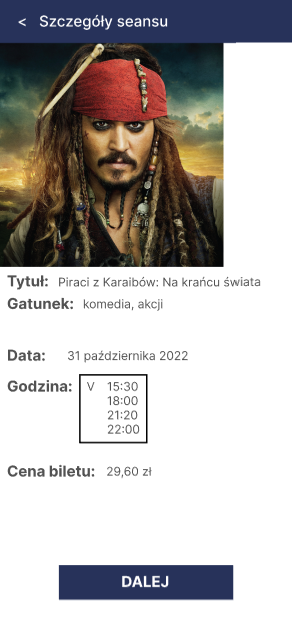 < Szczegóły seansu
Tytuł: Piraci z Karaibów: Na krańcu świata
Gatunek: komedia, akcji
Data: 31 października 2022
Godzina: V 15:30
18:00
21:20
22:00
Cena biletu: 29,60 zł
DALEJ